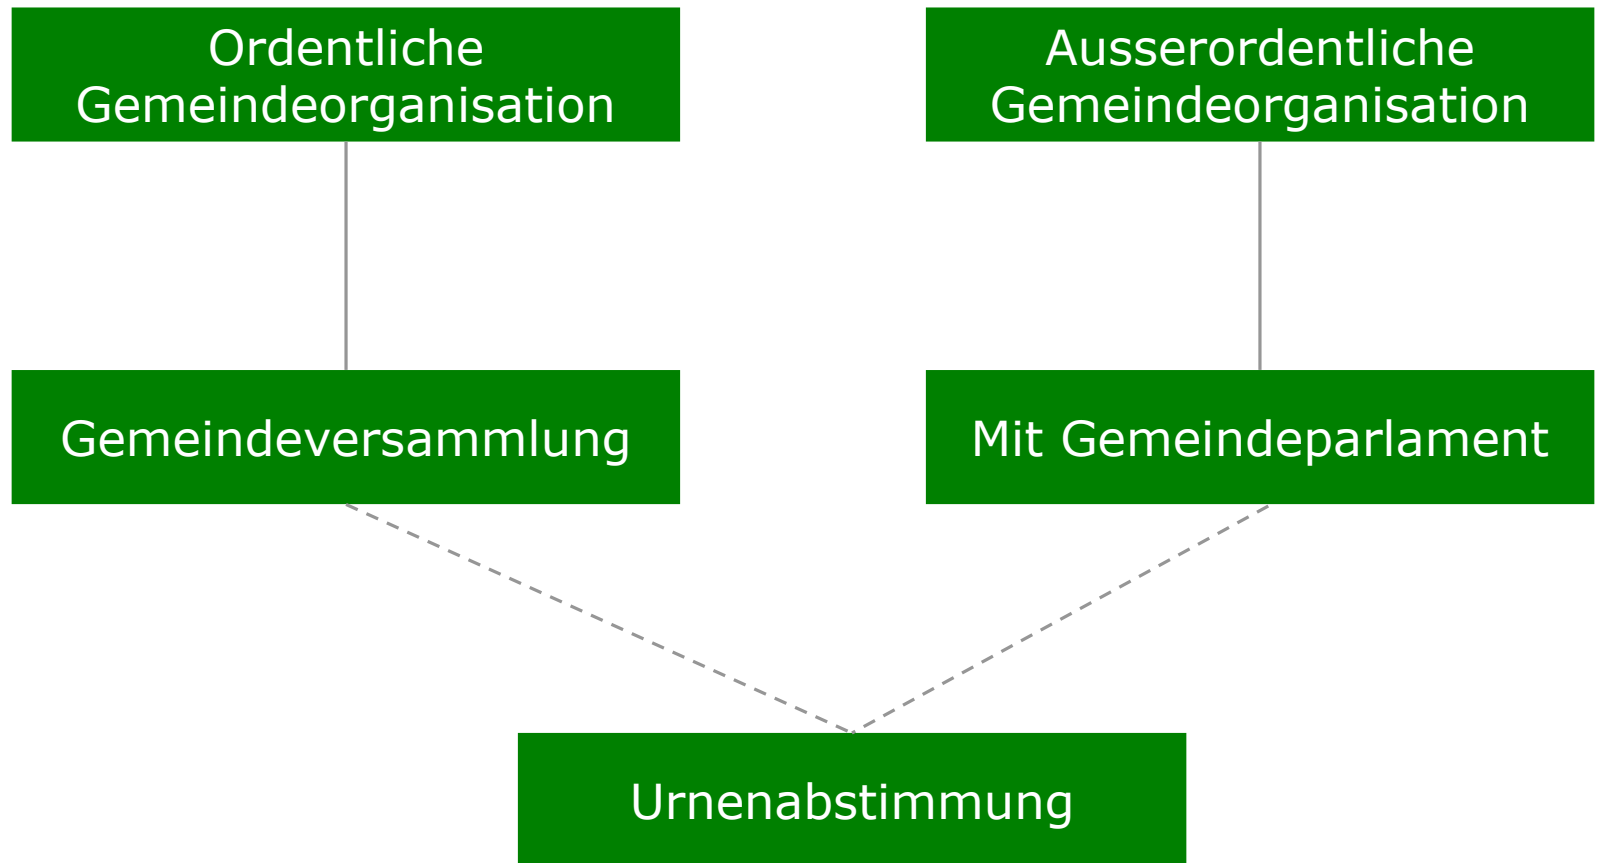 Ordentliche
Gemeindeorganisation
Ausserordentliche
Gemeindeorganisation
Gemeindeversammlung
Mit Gemeindeparlament
Urnenabstimmung